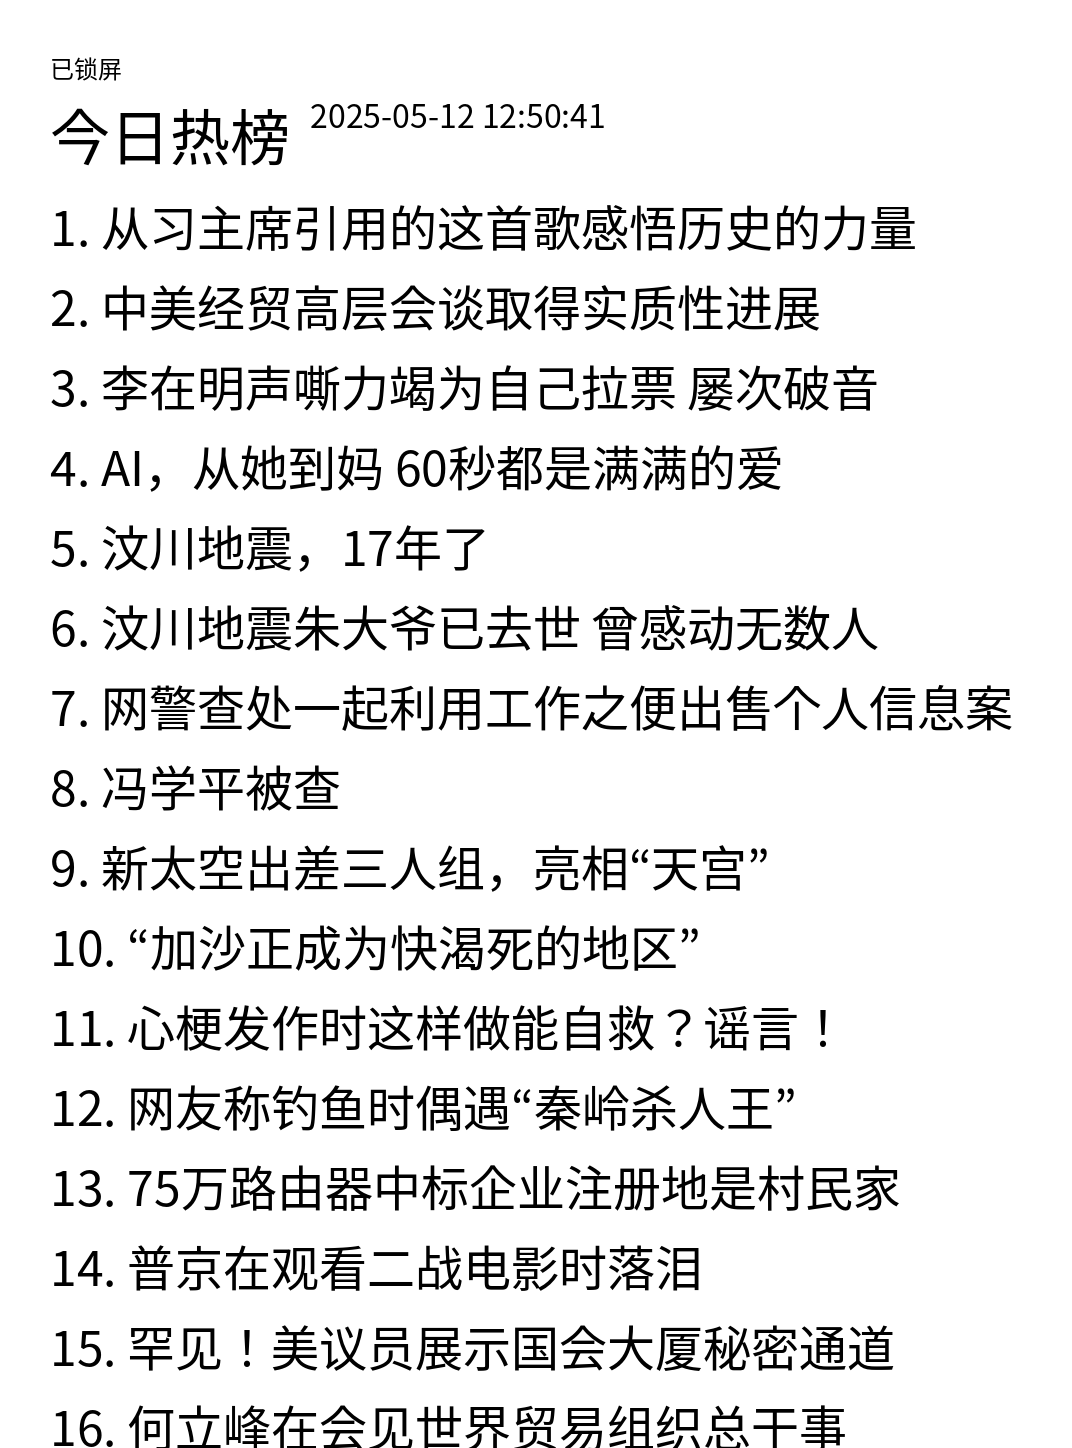 已锁屏
今日热榜 2025-05-12 12:50:41
1. 从习主席引用的这首歌感悟历史的力量
2. 中美经贸高层会谈取得实质性进展
3. 李在明声嘶力竭为自己拉票 屡次破音
4. AI，从她到妈 60秒都是满满的爱
5. 汶川地震，17年了
6. 汶川地震朱大爷已去世 曾感动无数人
7. 网警查处一起利用工作之便出售个人信息案
8. 冯学平被查
9. 新太空出差三人组，亮相“天宫”
10. “加沙正成为快渴死的地区”
11. 心梗发作时这样做能自救？谣言！
12. 网友称钓鱼时偶遇“秦岭杀人王”
13. 75万路由器中标企业注册地是村民家
14. 普京在观看二战电影时落泪
15. 罕见！美议员展示国会大厦秘密通道
16. 何立峰在会见世界贸易组织总干事